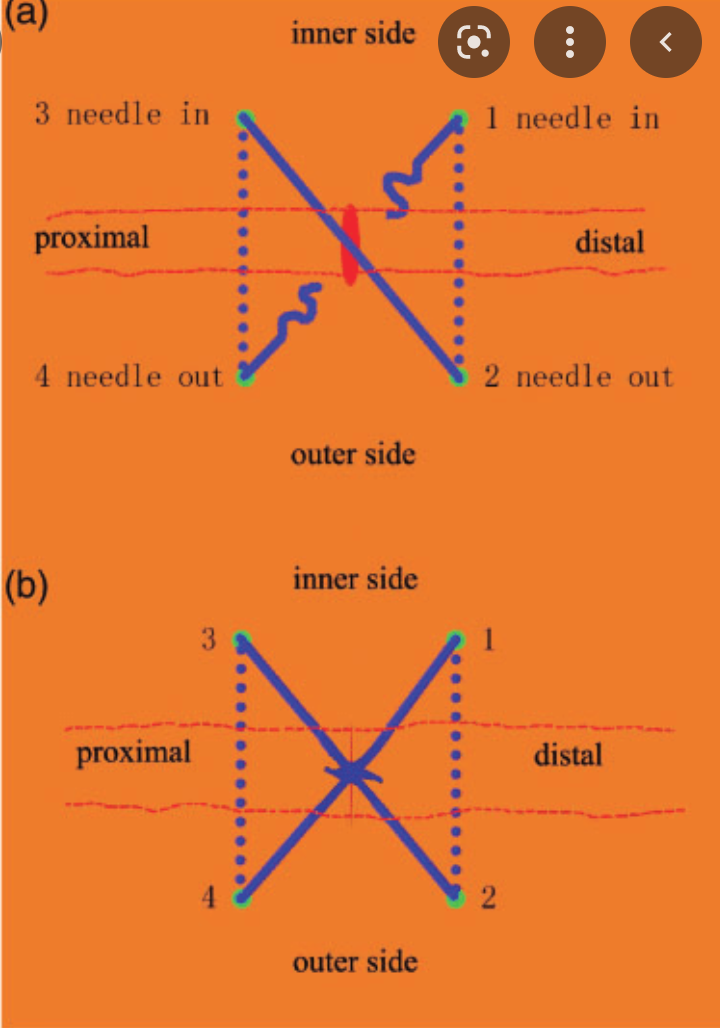 (a)
inner side
3 needle in
1 needle in
proximal
distal
4 needle out
2 needle out
outer side
(b)
inner side
3
1
proximal
distal
4
2
outer side